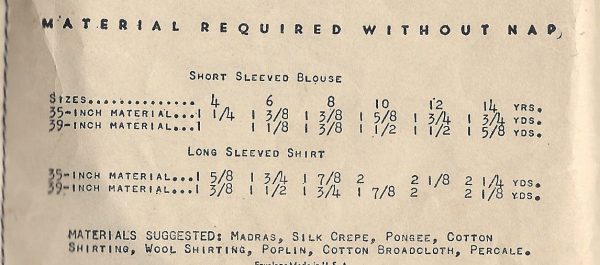 MATERIAL REQUIRED WITHOUT NAP
SHORT SLEEVED BLOUSE
SIZES............... 4 6 8 10 12 14 YRS.
35-INCH MATERIAL...1 1/4 1 3/8 1 3/8 1 5/8 1 3/4 1 3/4 YDS.
39-INCH MATERIAL...1 1 1/8 1 3/8 1 1/2 1 1/2 1 5/8 YDS.
LONG SLEEVED SHIRT
35-INCH MATERIAL...1 5/8 1 3/4 1 7/8 2 2 1/8 2 1/4 YDS.
39-INCH MATERIAL...1 3/8 1 1/2 1 3/4 1 7/8 2 2 1/8 YDS.
MATERIALS SUGGESTED: MADRAS, SILK CREPE, PONGEE, COTTON
SHIRTING, WOOL SHIRTING, POPLIN, COTTON BROADCLOTH, PERCALE.
Envelope Made in U.S.A.